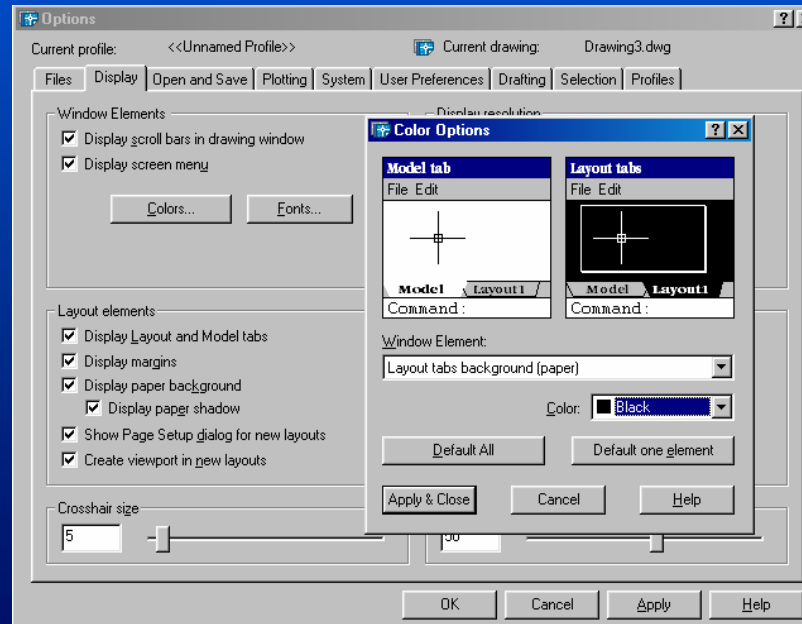 Options
Current profile: <<Unnamed Profile>> Current drawing: Drawing3.dwg
Files Display Open and Save Plotting System User Preferences Drafting Selection Profiles
Window Elements
Display scroll bars in drawing window
Display screen menu
Colors... Fonts...
Layout elements
Display Layout and Model tabs
Display margins
Display paper background
Display paper shadow
Show Page Setup dialog for new layouts
Create viewport in new layouts
Crosshair size
5
Display resolution
Color Options
Model tab
File Edit
Model Layout1
Command:
Layout tabs
File Edit
Model Layout1
Command:
Window Element:
Layout tabs background (paper)
Color: Black
Default All Default one element
Apply & Close Cancel Help
50
OK Cancel Apply Help